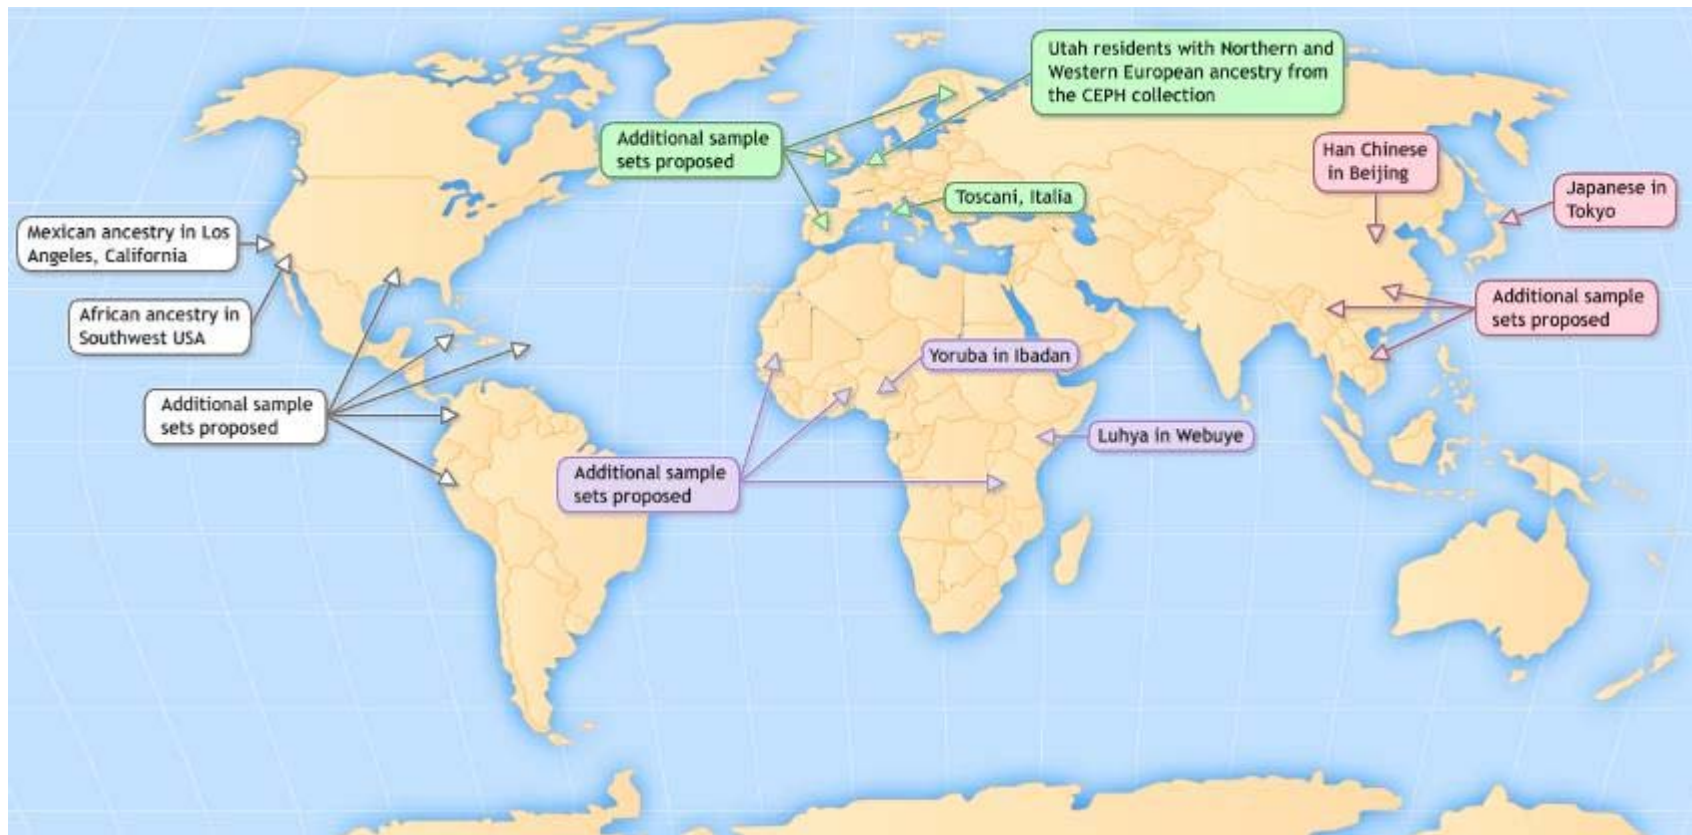 Utah residents with Northern and
Western European ancestry from
the CEPH collection
Additional sample
sets proposed
Han Chinese
in Beijing
Japanese in
Tokyo
Toscani, Italia
Mexican ancestry in Los
Angeles, California
African ancestry in
Southwest USA
Additional sample
sets proposed
Yoruba in Ibadan
Additional sample
sets proposed
Luhya in Webuye
Additional sample
sets proposed